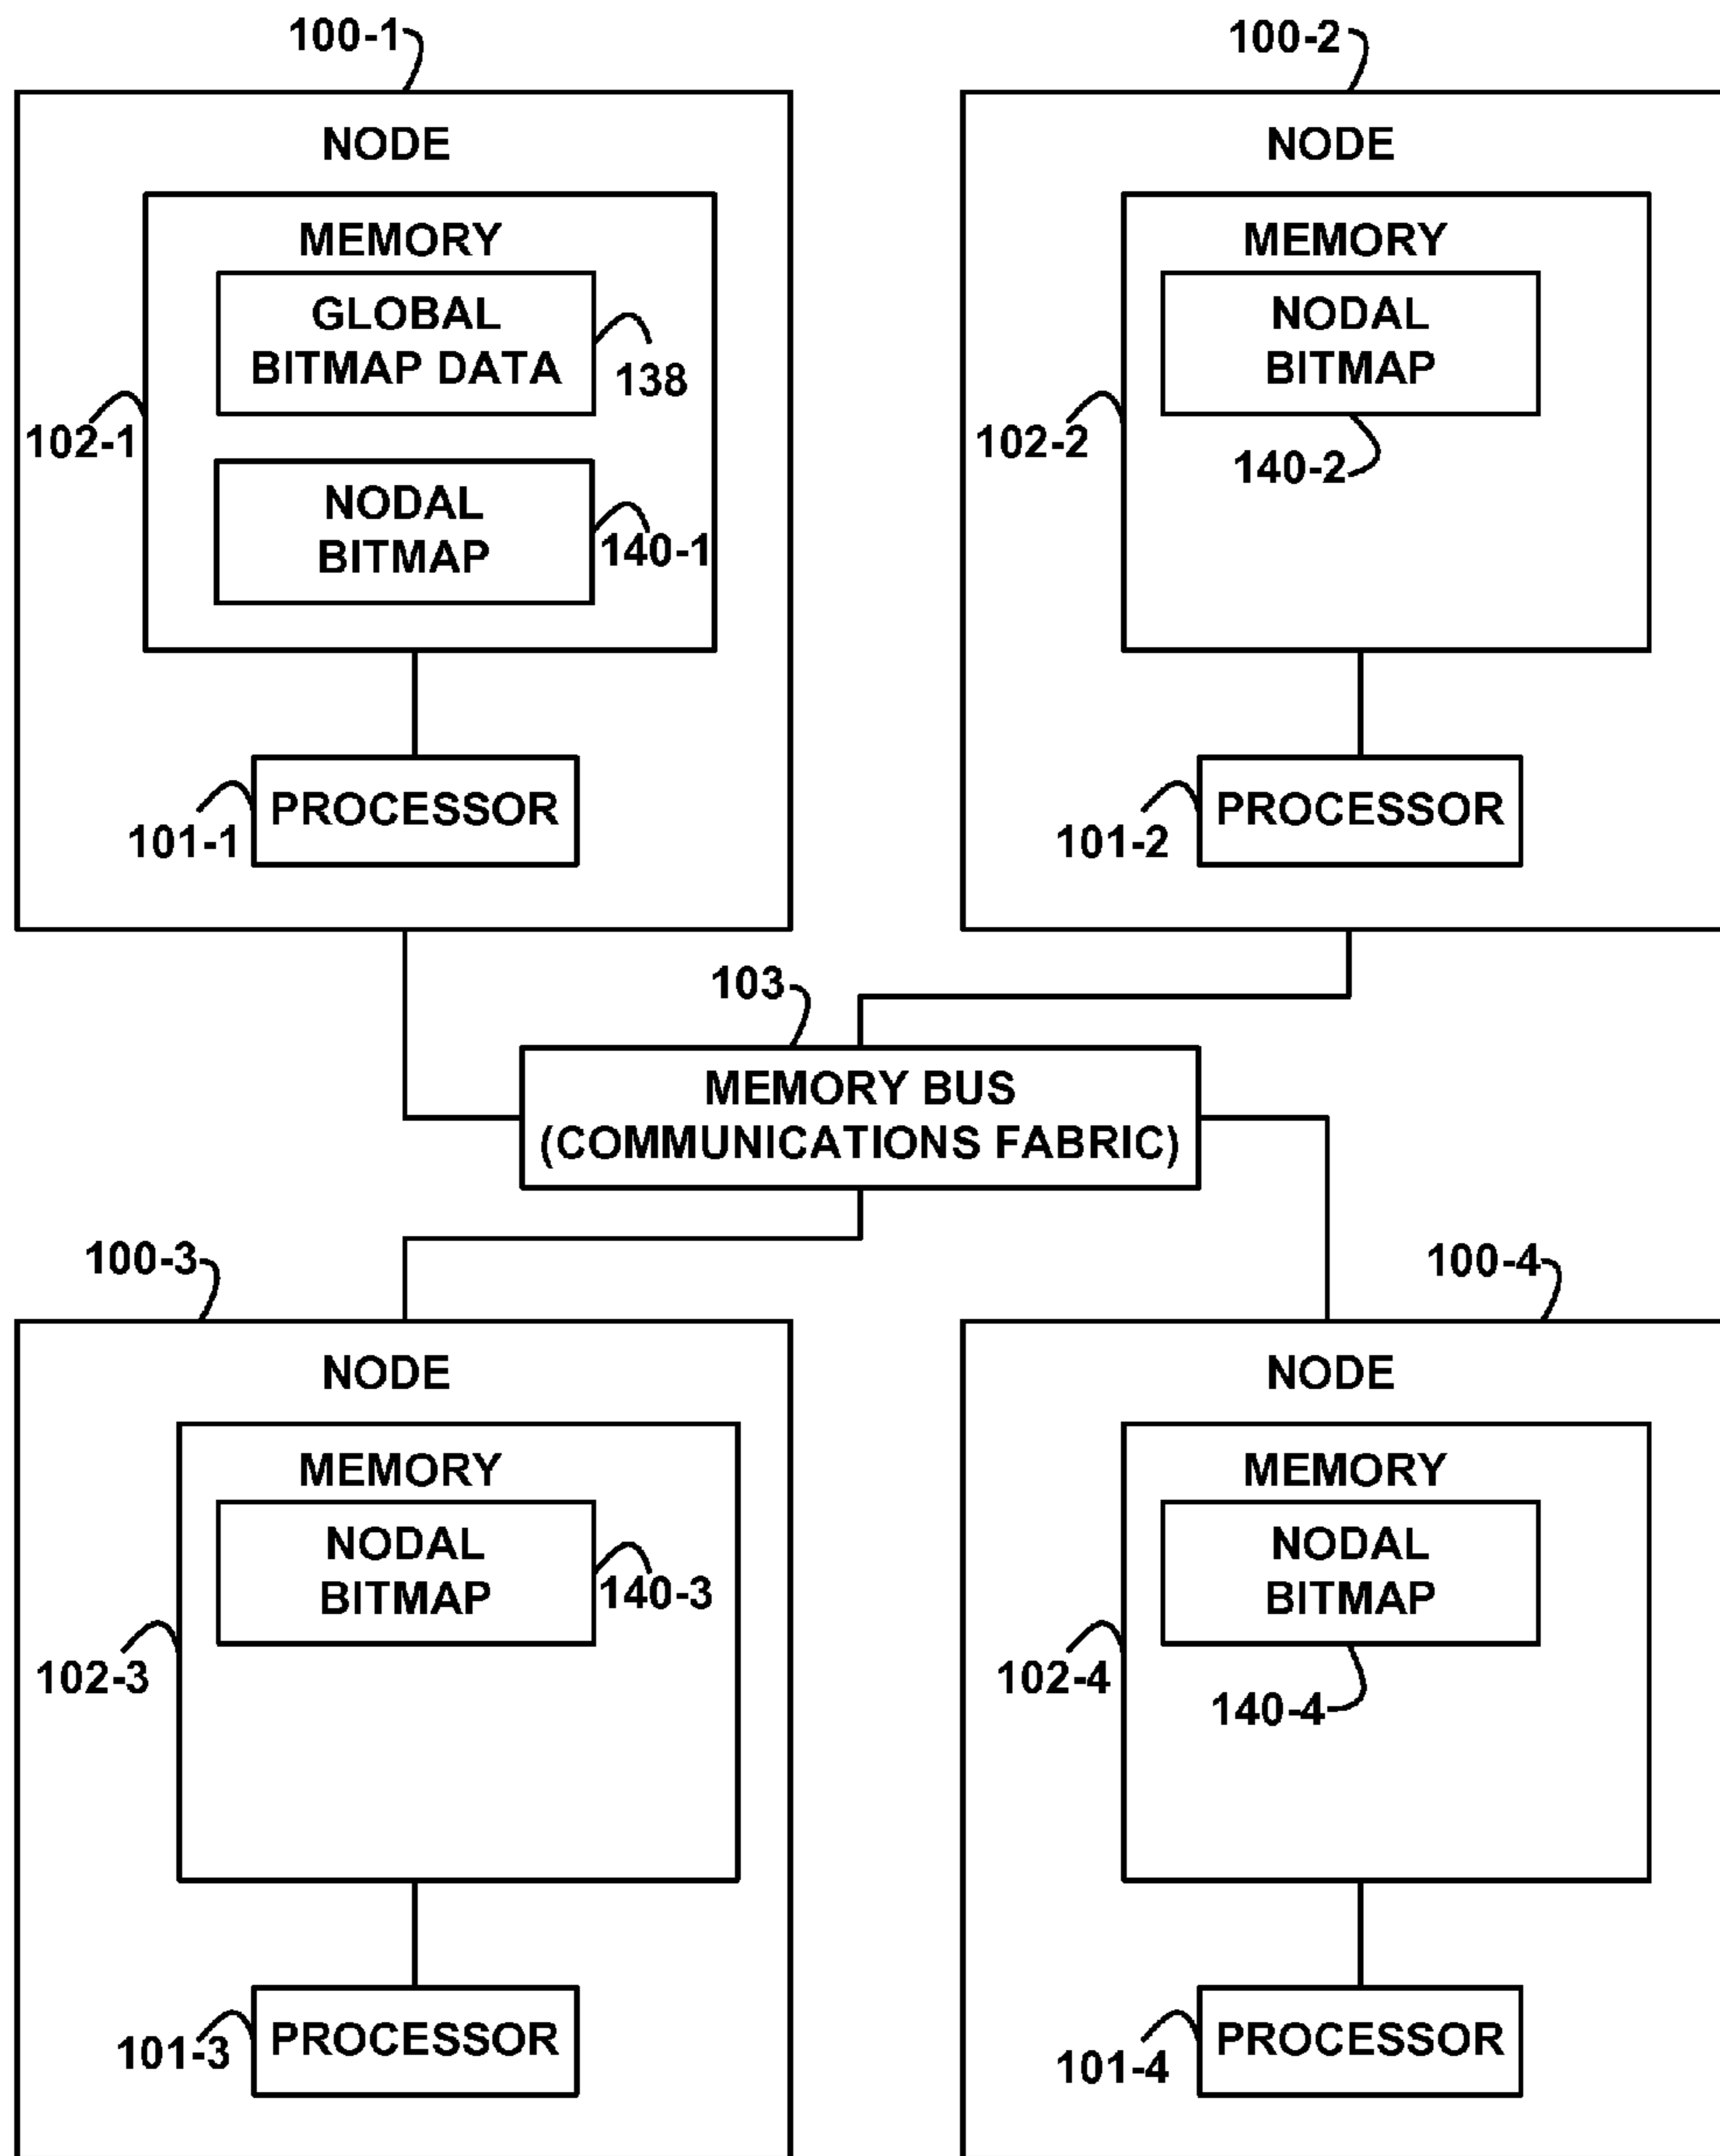 100-1
NODE
MEMORY
GLOBAL
BITMAP DATA
138
102-1
NODAL
BITMAP
140-1
PROCESSOR
101-1
100-2
NODE
MEMORY
NODAL
BITMAP
102-2
140-2
PROCESSOR
101-2
103
MEMORY BUS
(COMMUNICATIONS FABRIC)
100-3
NODE
MEMORY
NODAL
BITMAP
140-3
102-3
PROCESSOR
101-3
100-4
NODE
MEMORY
NODAL
BITMAP
102-4
140-4
PROCESSOR
101-4